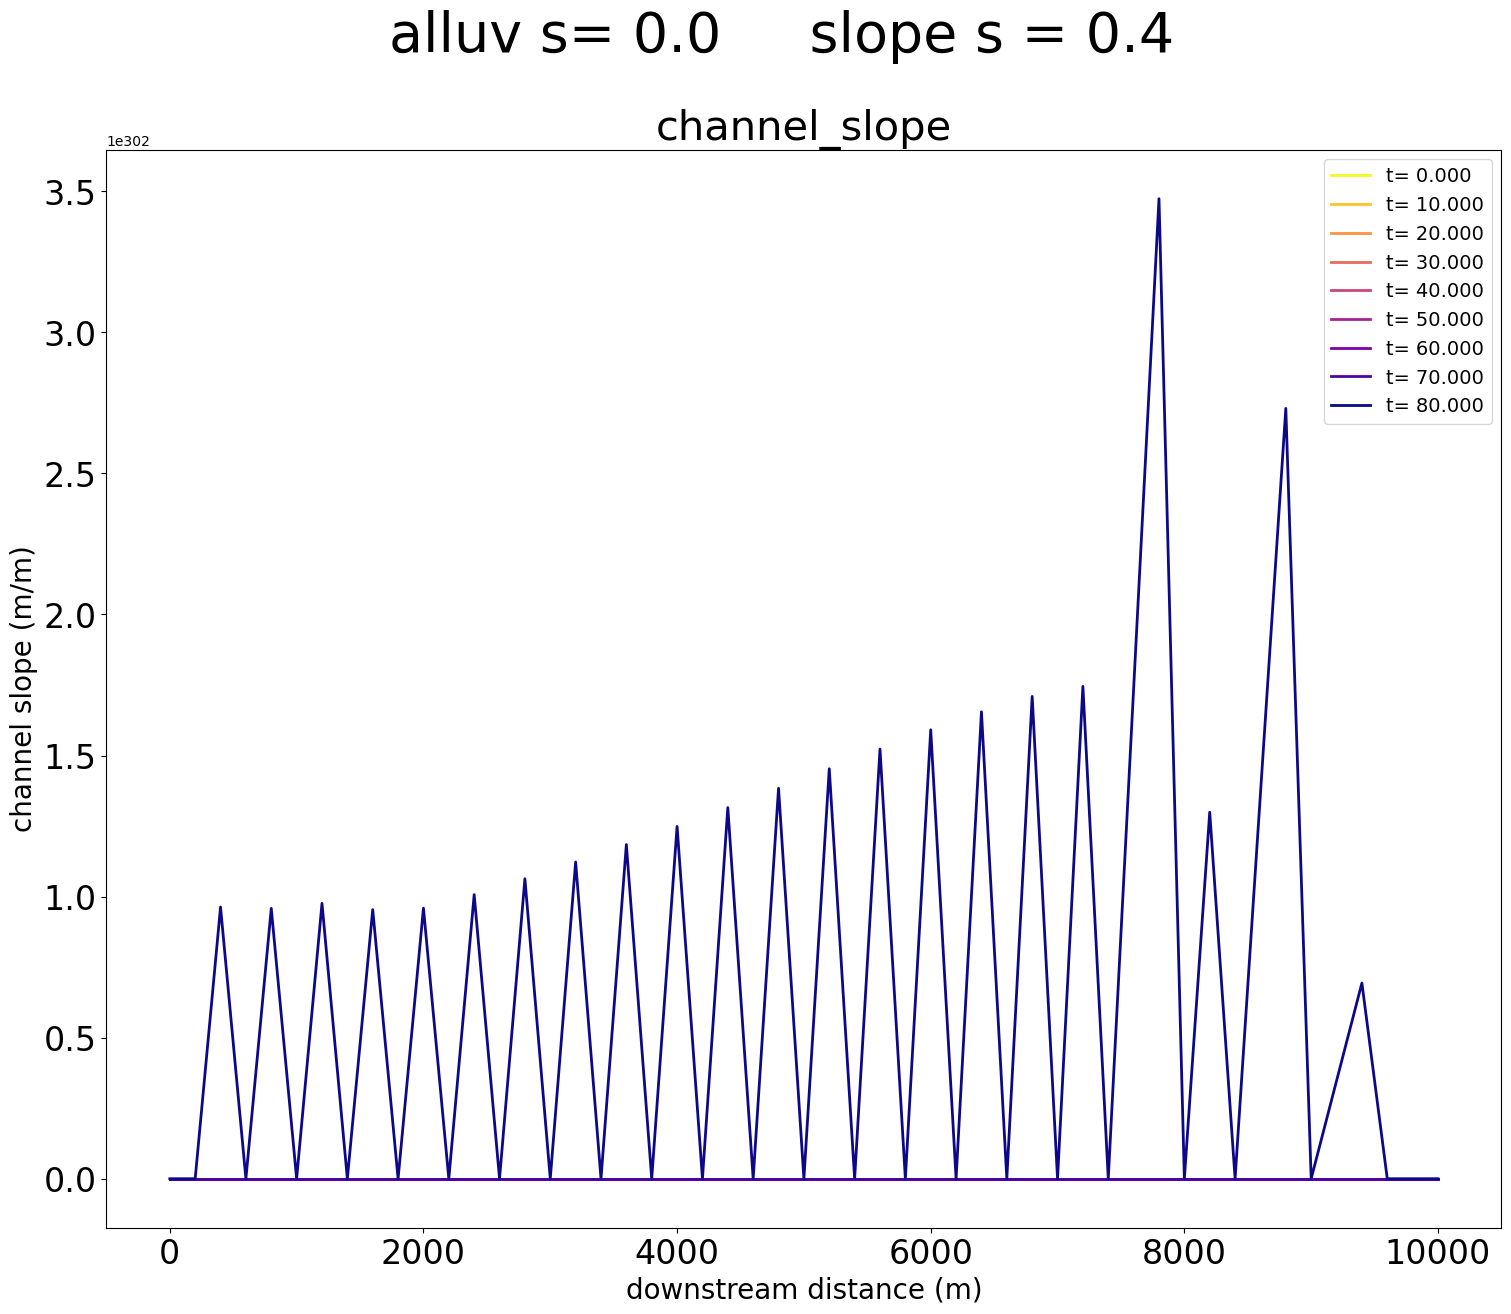 alluv s= 0.0     slope s = 0.4
channel_slope
1e302
3.5
3.0
2.5
2.0
1.5
1.0
0.5
0.0
channel slope (m/m)
t= 0.000
t= 10.000
t= 20.000
t= 30.000
t= 40.000
t= 50.000
t= 60.000
t= 70.000
t= 80.000
0 2000 4000 6000 8000 10000
downstream distance (m)